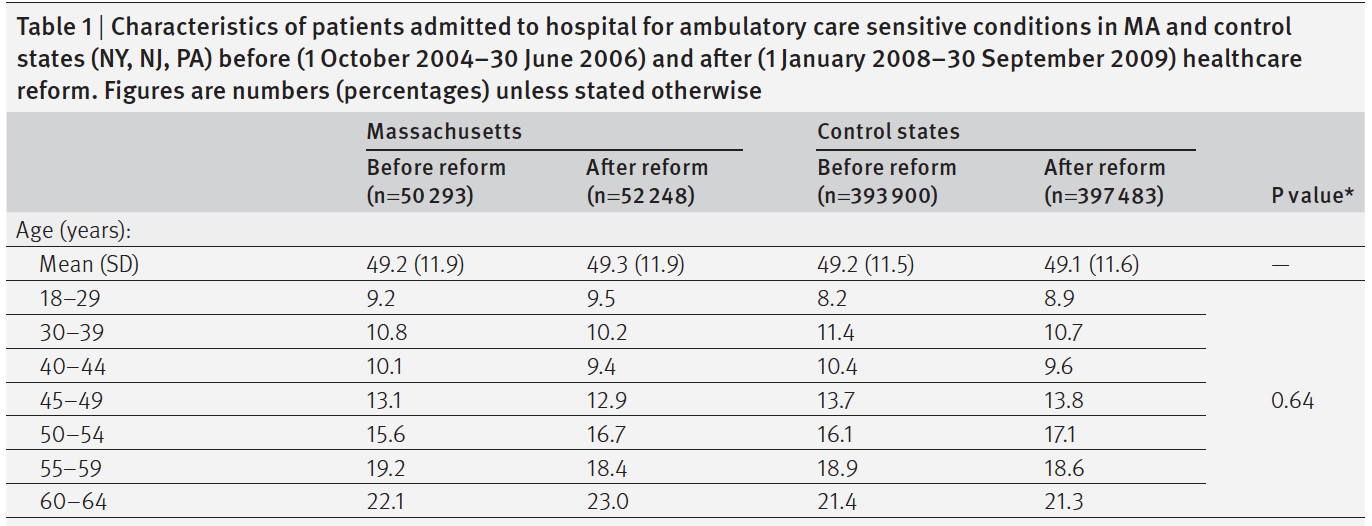 Table 1 | Characteristics of patients admitted to hospital for ambulatory care sensitive conditions in MA and control
states (NY, NJ, PA) before (1 October 2004–30 June 2006) and after (1 January 2008–30 September 2009) healthcare
reform. Figures are numbers (percentages) unless stated otherwise
Massachusetts Control states
Before reform After reform Before reform After reform
(n=50 293) (n=52 248) (n=393 900) (n=397 483) P value*
Age (years):
Mean (SD) 49.2 (11.9) 49.3 (11.9) 49.2 (11.5) 49.1 (11.6) —
18–29 9.2 9.5 8.2 8.9
30–39 10.8 10.2 11.4 10.7
40–44 10.1 9.4 10.4 9.6
45–49 13.1 12.9 13.7 13.8 0.64
50–54 15.6 16.7 16.1 17.1
55–59 19.2 18.4 18.9 18.6
60–64 22.1 23.0 21.4 21.3